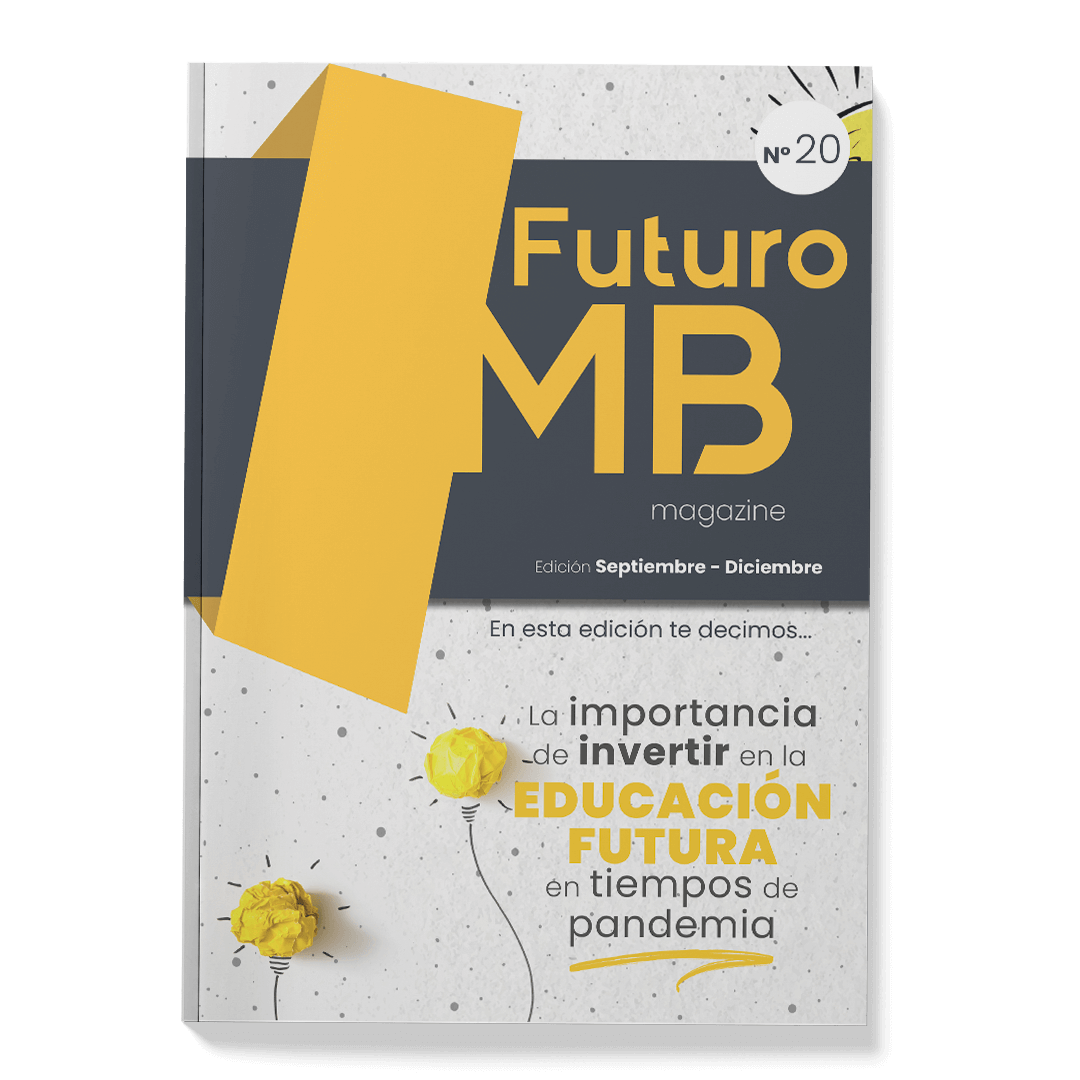 Nº 20
Futuro
MB
magazine
Edición Septiembre - Diciembre
En esta edición te decimos...
La importancia
de invertir en la
EDUCACIÓN
FUTURA
en tiempos de
pandemia